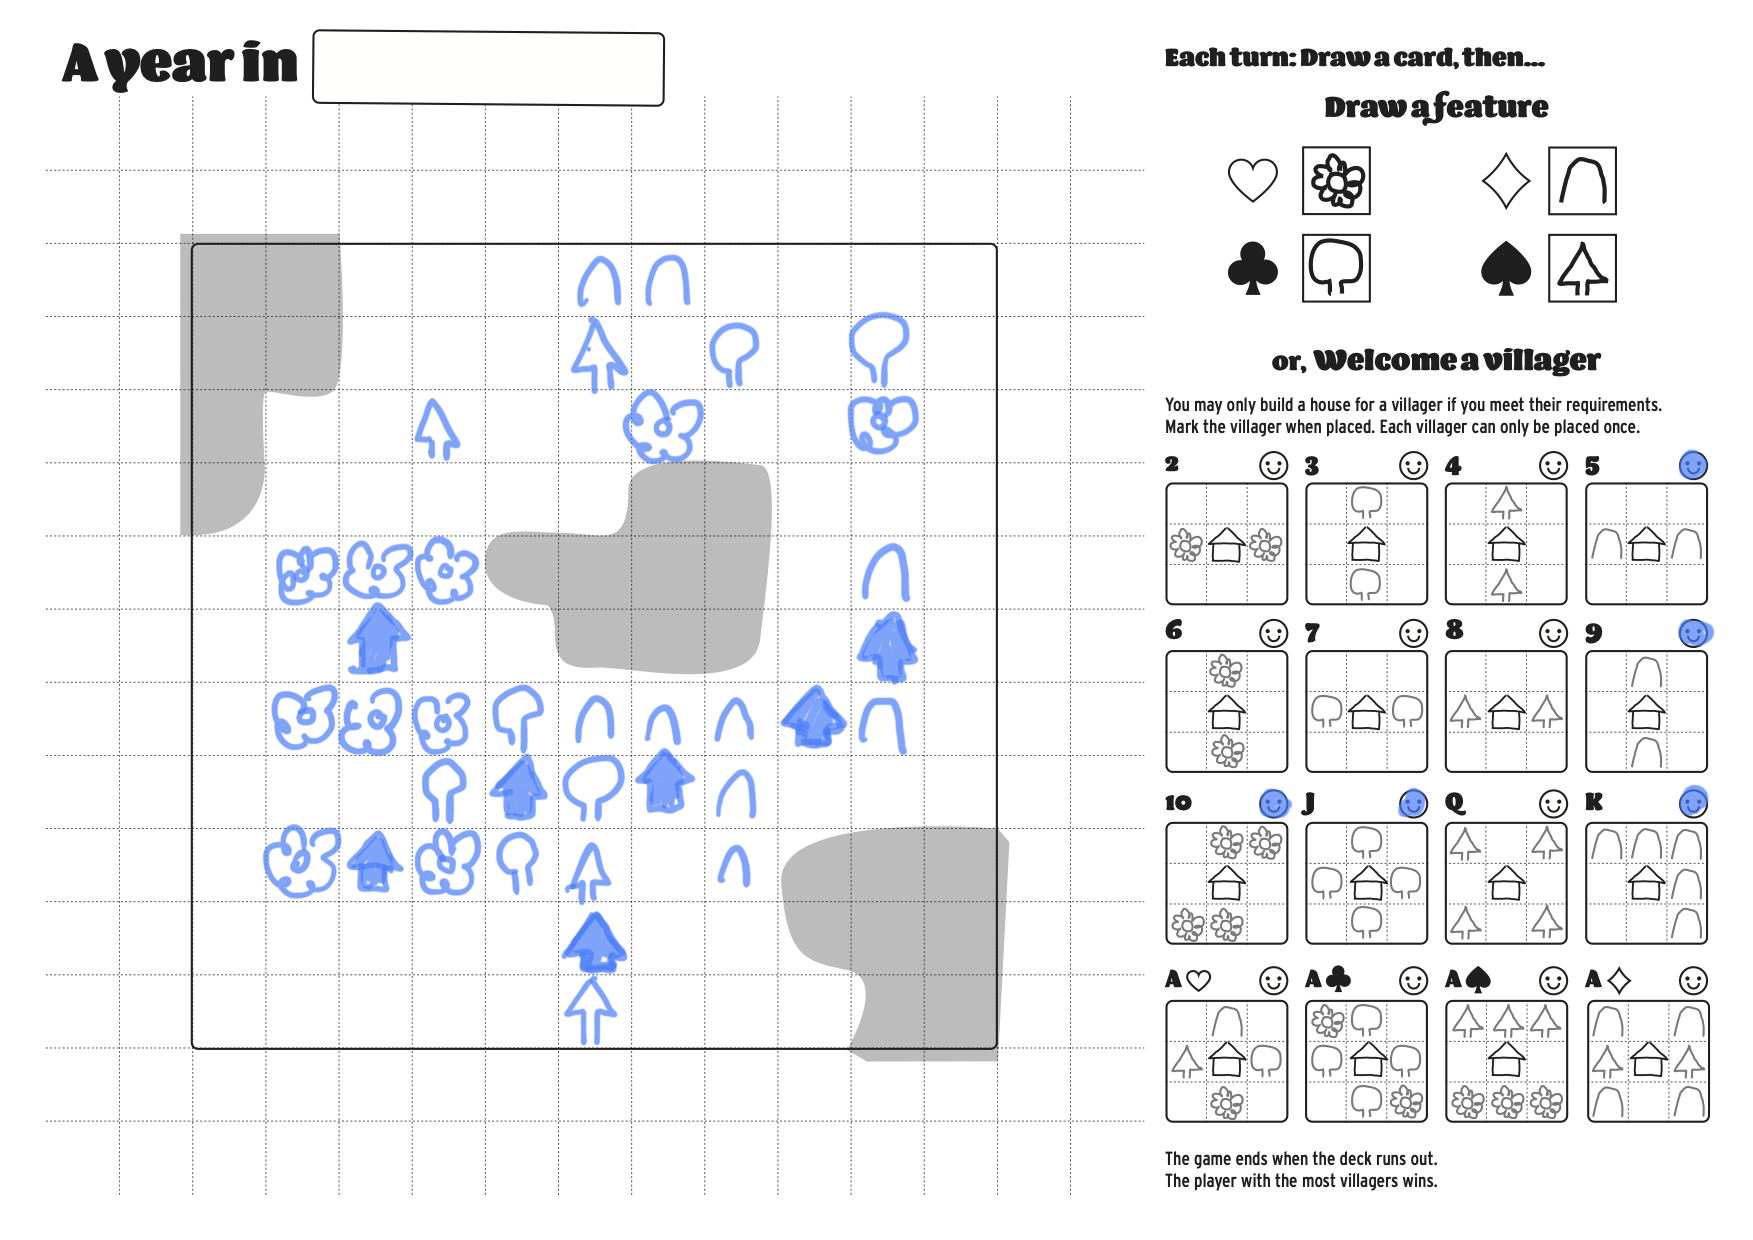 A year in
Each turn: Draw a card, then...
Draw a feature
or, Welcome a villager
You may only build a house for a villager if you meet their requirements.
Mark the villager when placed. Each villager can only be placed once.
2 3 4 5
6 7 8 9
10 J Q K
A♡ A♣ A♠ A♢
The game ends when the deck runs out.
The player with the most villagers wins.